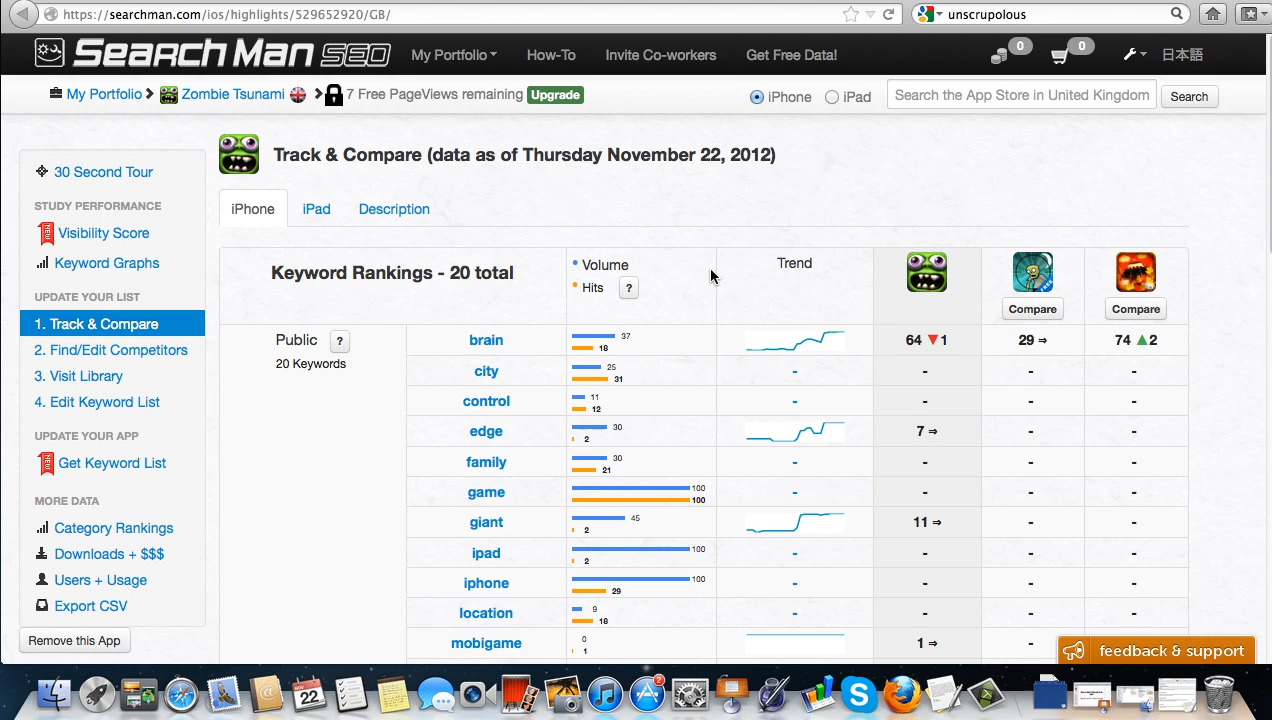 https://searchman.com/ios/highlights/529652920/GB/
unscrupolous
SearchMan SEO
My Portfolio
How-To
Invite Co-workers
Get Free Data!
0
0
日本語
My Portfolio
Zombie Tsunami
7 Free PageViews remaining
Upgrade
iPhone
iPad
Search the App Store in United Kingdom
Search
30 Second Tour
STUDY PERFORMANCE
NEW
Visibility Score
Keyword Graphs
UPDATE YOUR LIST
1. Track & Compare
2. Find/Edit Competitors
3. Visit Library
4. Edit Keyword List
UPDATE YOUR APP
NEW
Get Keyword List
MORE DATA
Category Rankings
Downloads + $$$
Users + Usage
Export CSV
Remove this App
Track & Compare (data as of Thursday November 22, 2012)
iPhone
iPad
Description
Keyword Rankings - 20 total
Volume
Hits
?
Trend
FREE
Compare
Compare
Public
?
20 Keywords
brain 37 18 64 ▼1 29 ⇒ 74 ▲2
city 25 31 - - - -
control 11 12 - - - -
edge 30 2 7 ⇒ - -
family 30 21 - - - -
game 100 100 - - - -
giant 45 2 11 ⇒ - -
ipad 100 2 - - - -
iphone 100 29 - - - -
location 9 18 - - - -
mobigame 0 1 1 ⇒ -
feedback & support
NOV
22
2